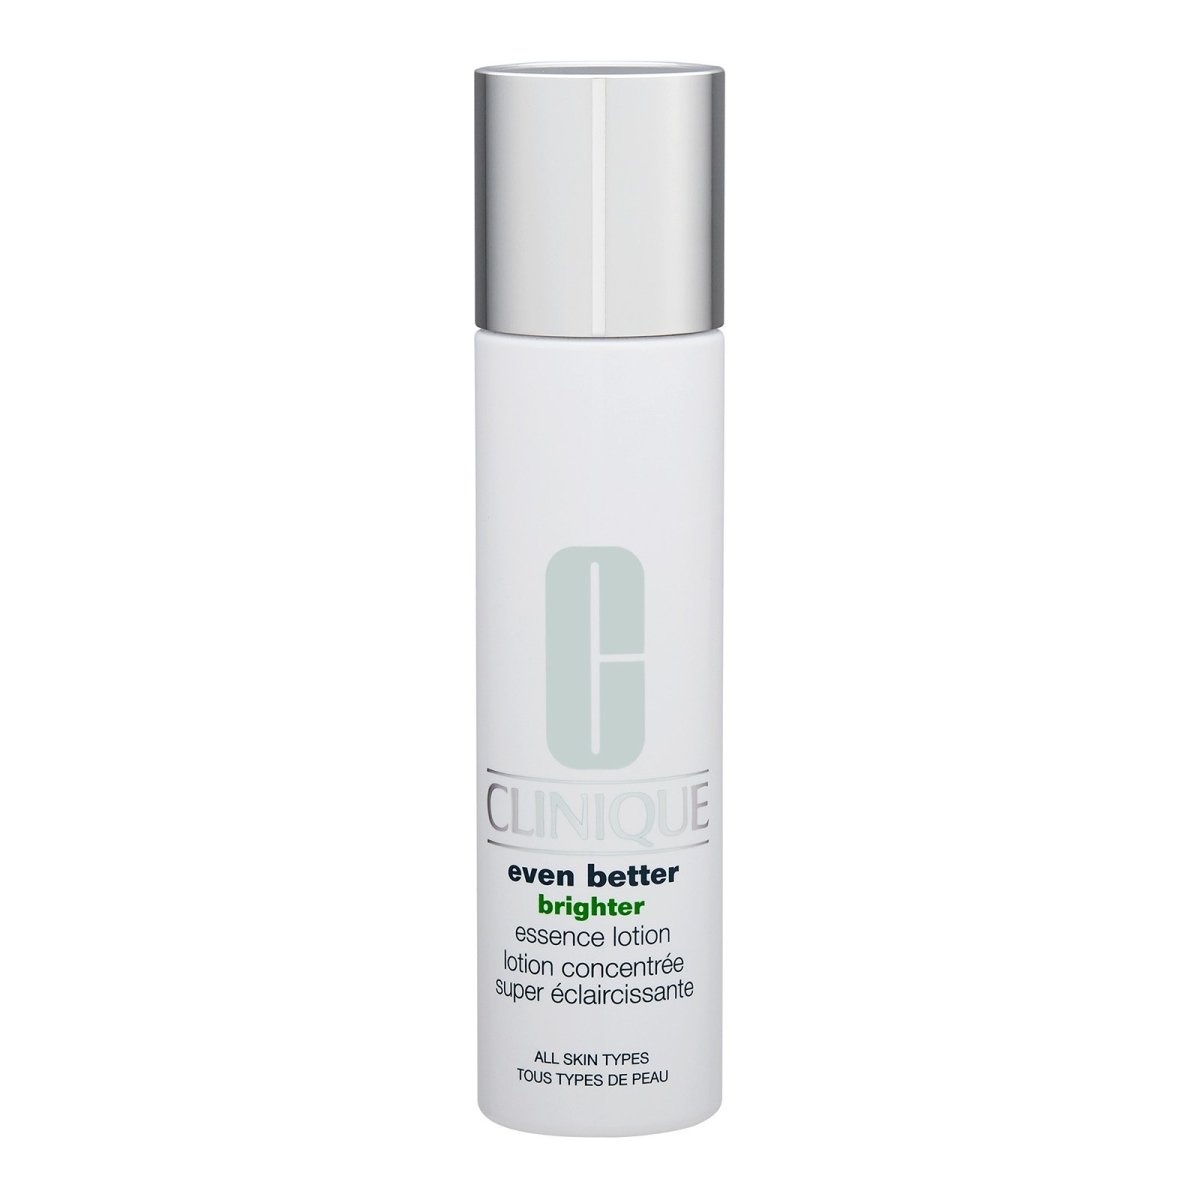 C
CLINIQUE
even better
brighter
essence lotion
lotion concentrée
super éclaircissante
ALL SKIN TYPES
TOUS TYPES DE PEAU